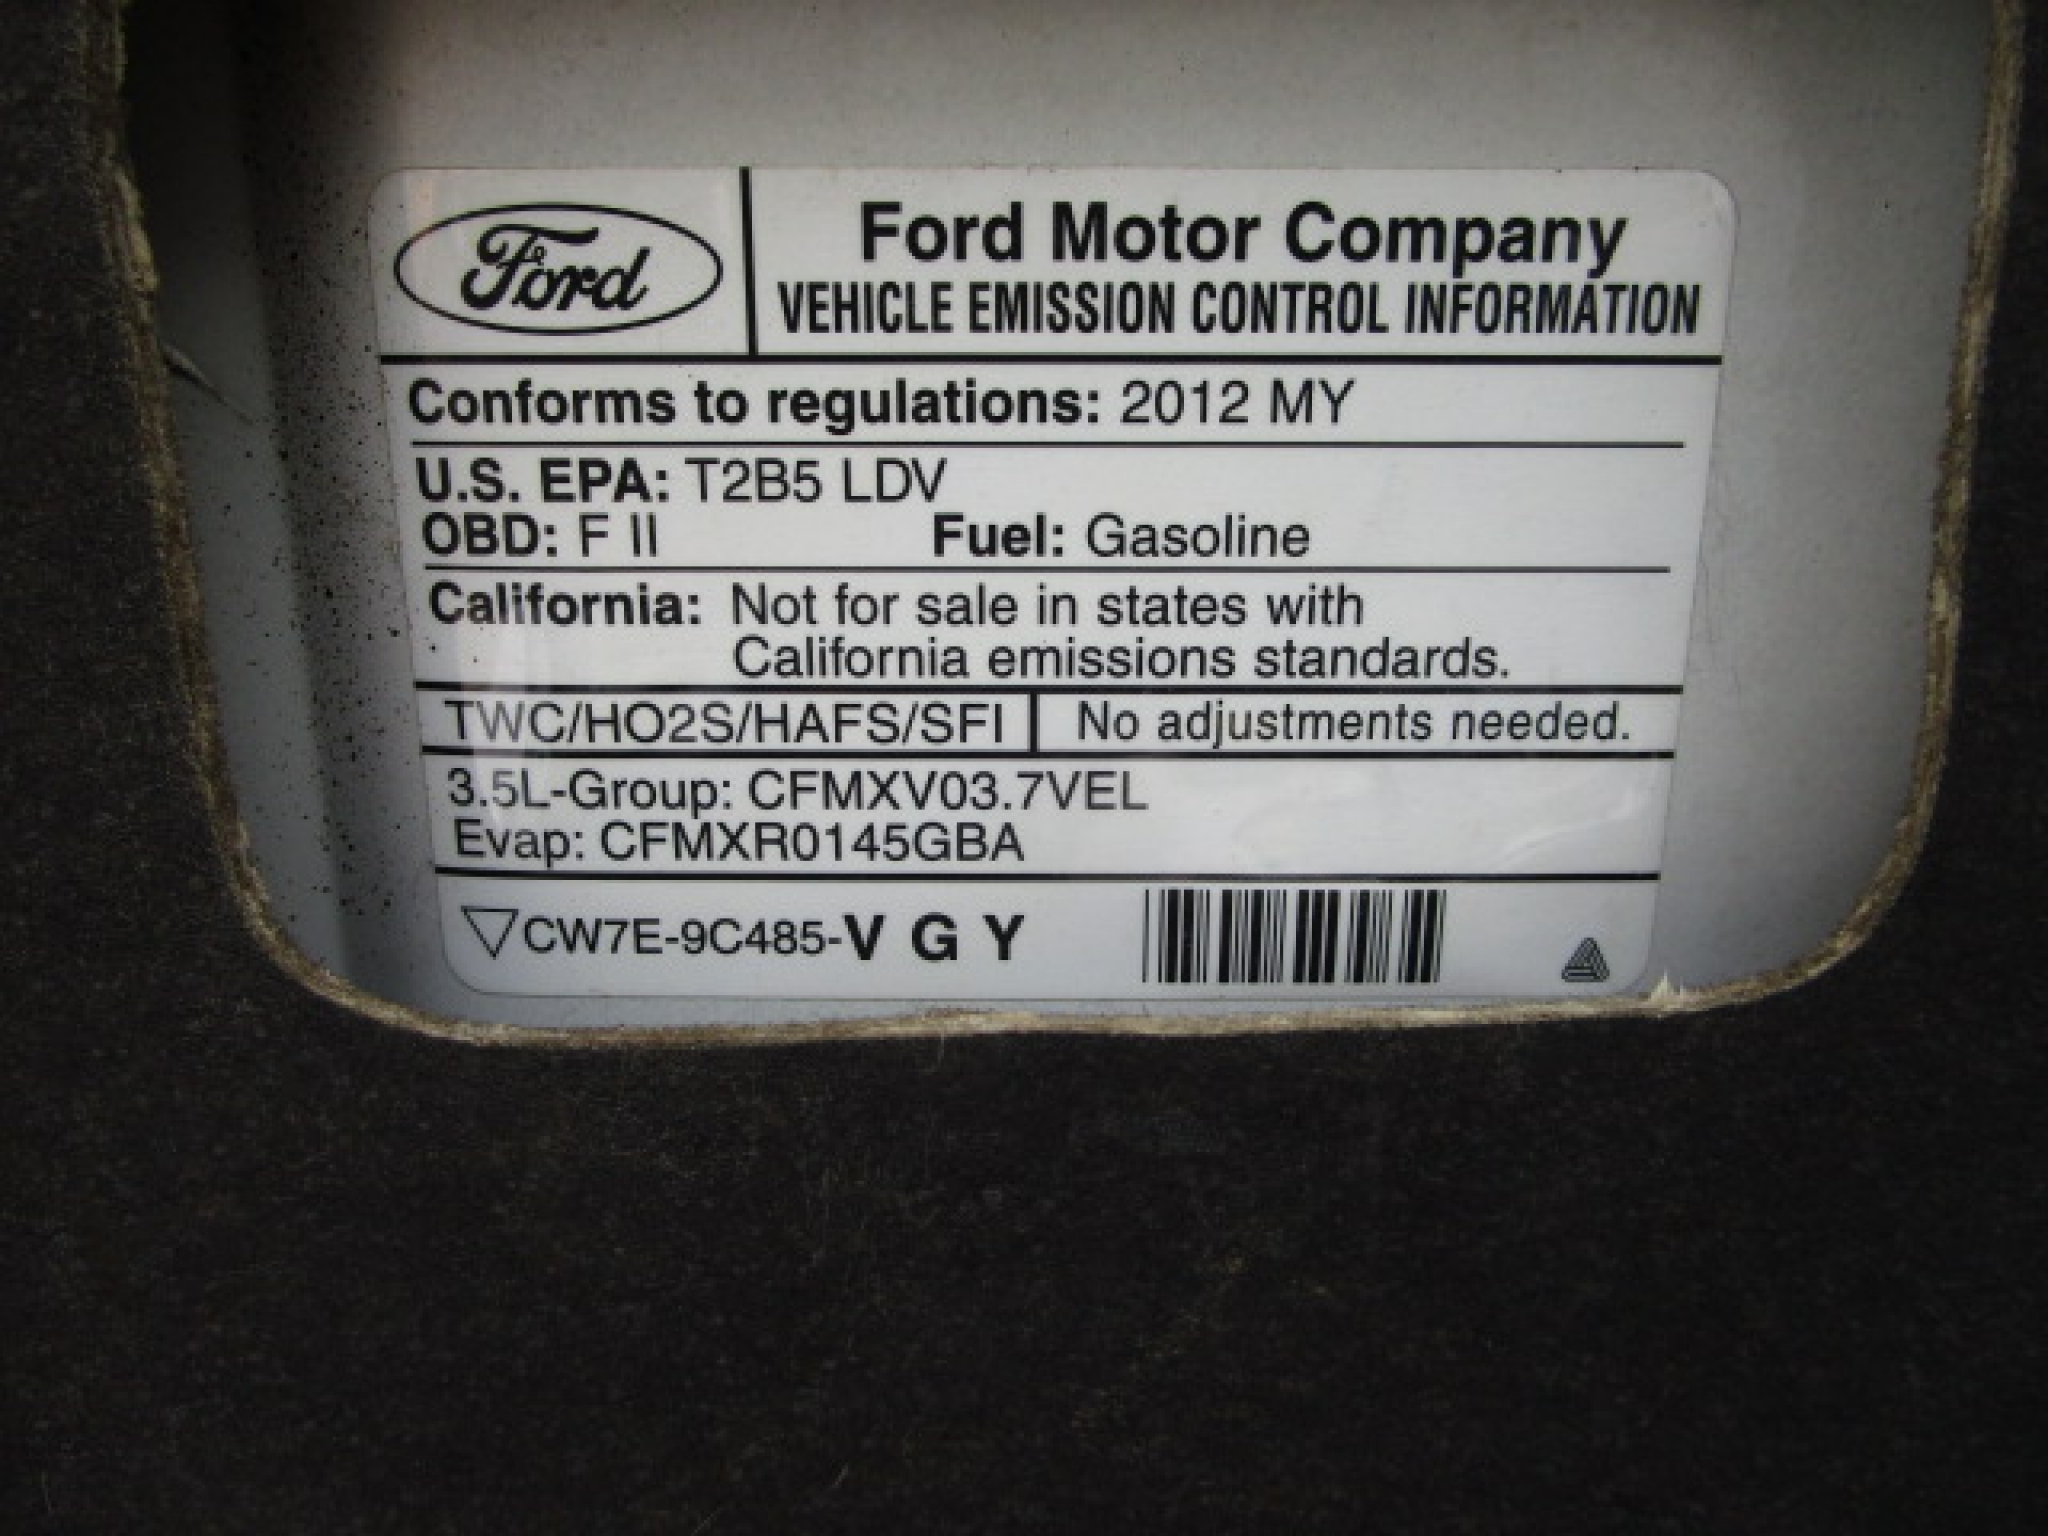 Ford
Ford Motor Company
VEHICLE EMISSION CONTROL INFORMATION
Conforms to regulations: 2012 MY
U.S. EPA: T2B5 LDV
OBD: F II Fuel: Gasoline
California: Not for sale in states with
California emissions standards.
TWC/HO2S/HAFS/SFI No adjustments needed.
3.5L-Group: CFMXV03.7VEL
Evap: CFMXR0145GBA
CW7E-9C485-V G Y